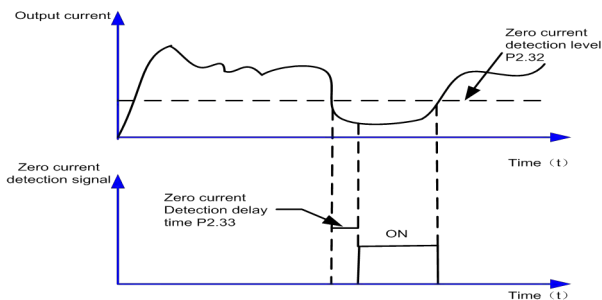 Output current
Zero current
detection level
P2.32
Time（t）
Zero current
detection signal
Zero current
Detection delay
time P2.33
ON
Time（t）